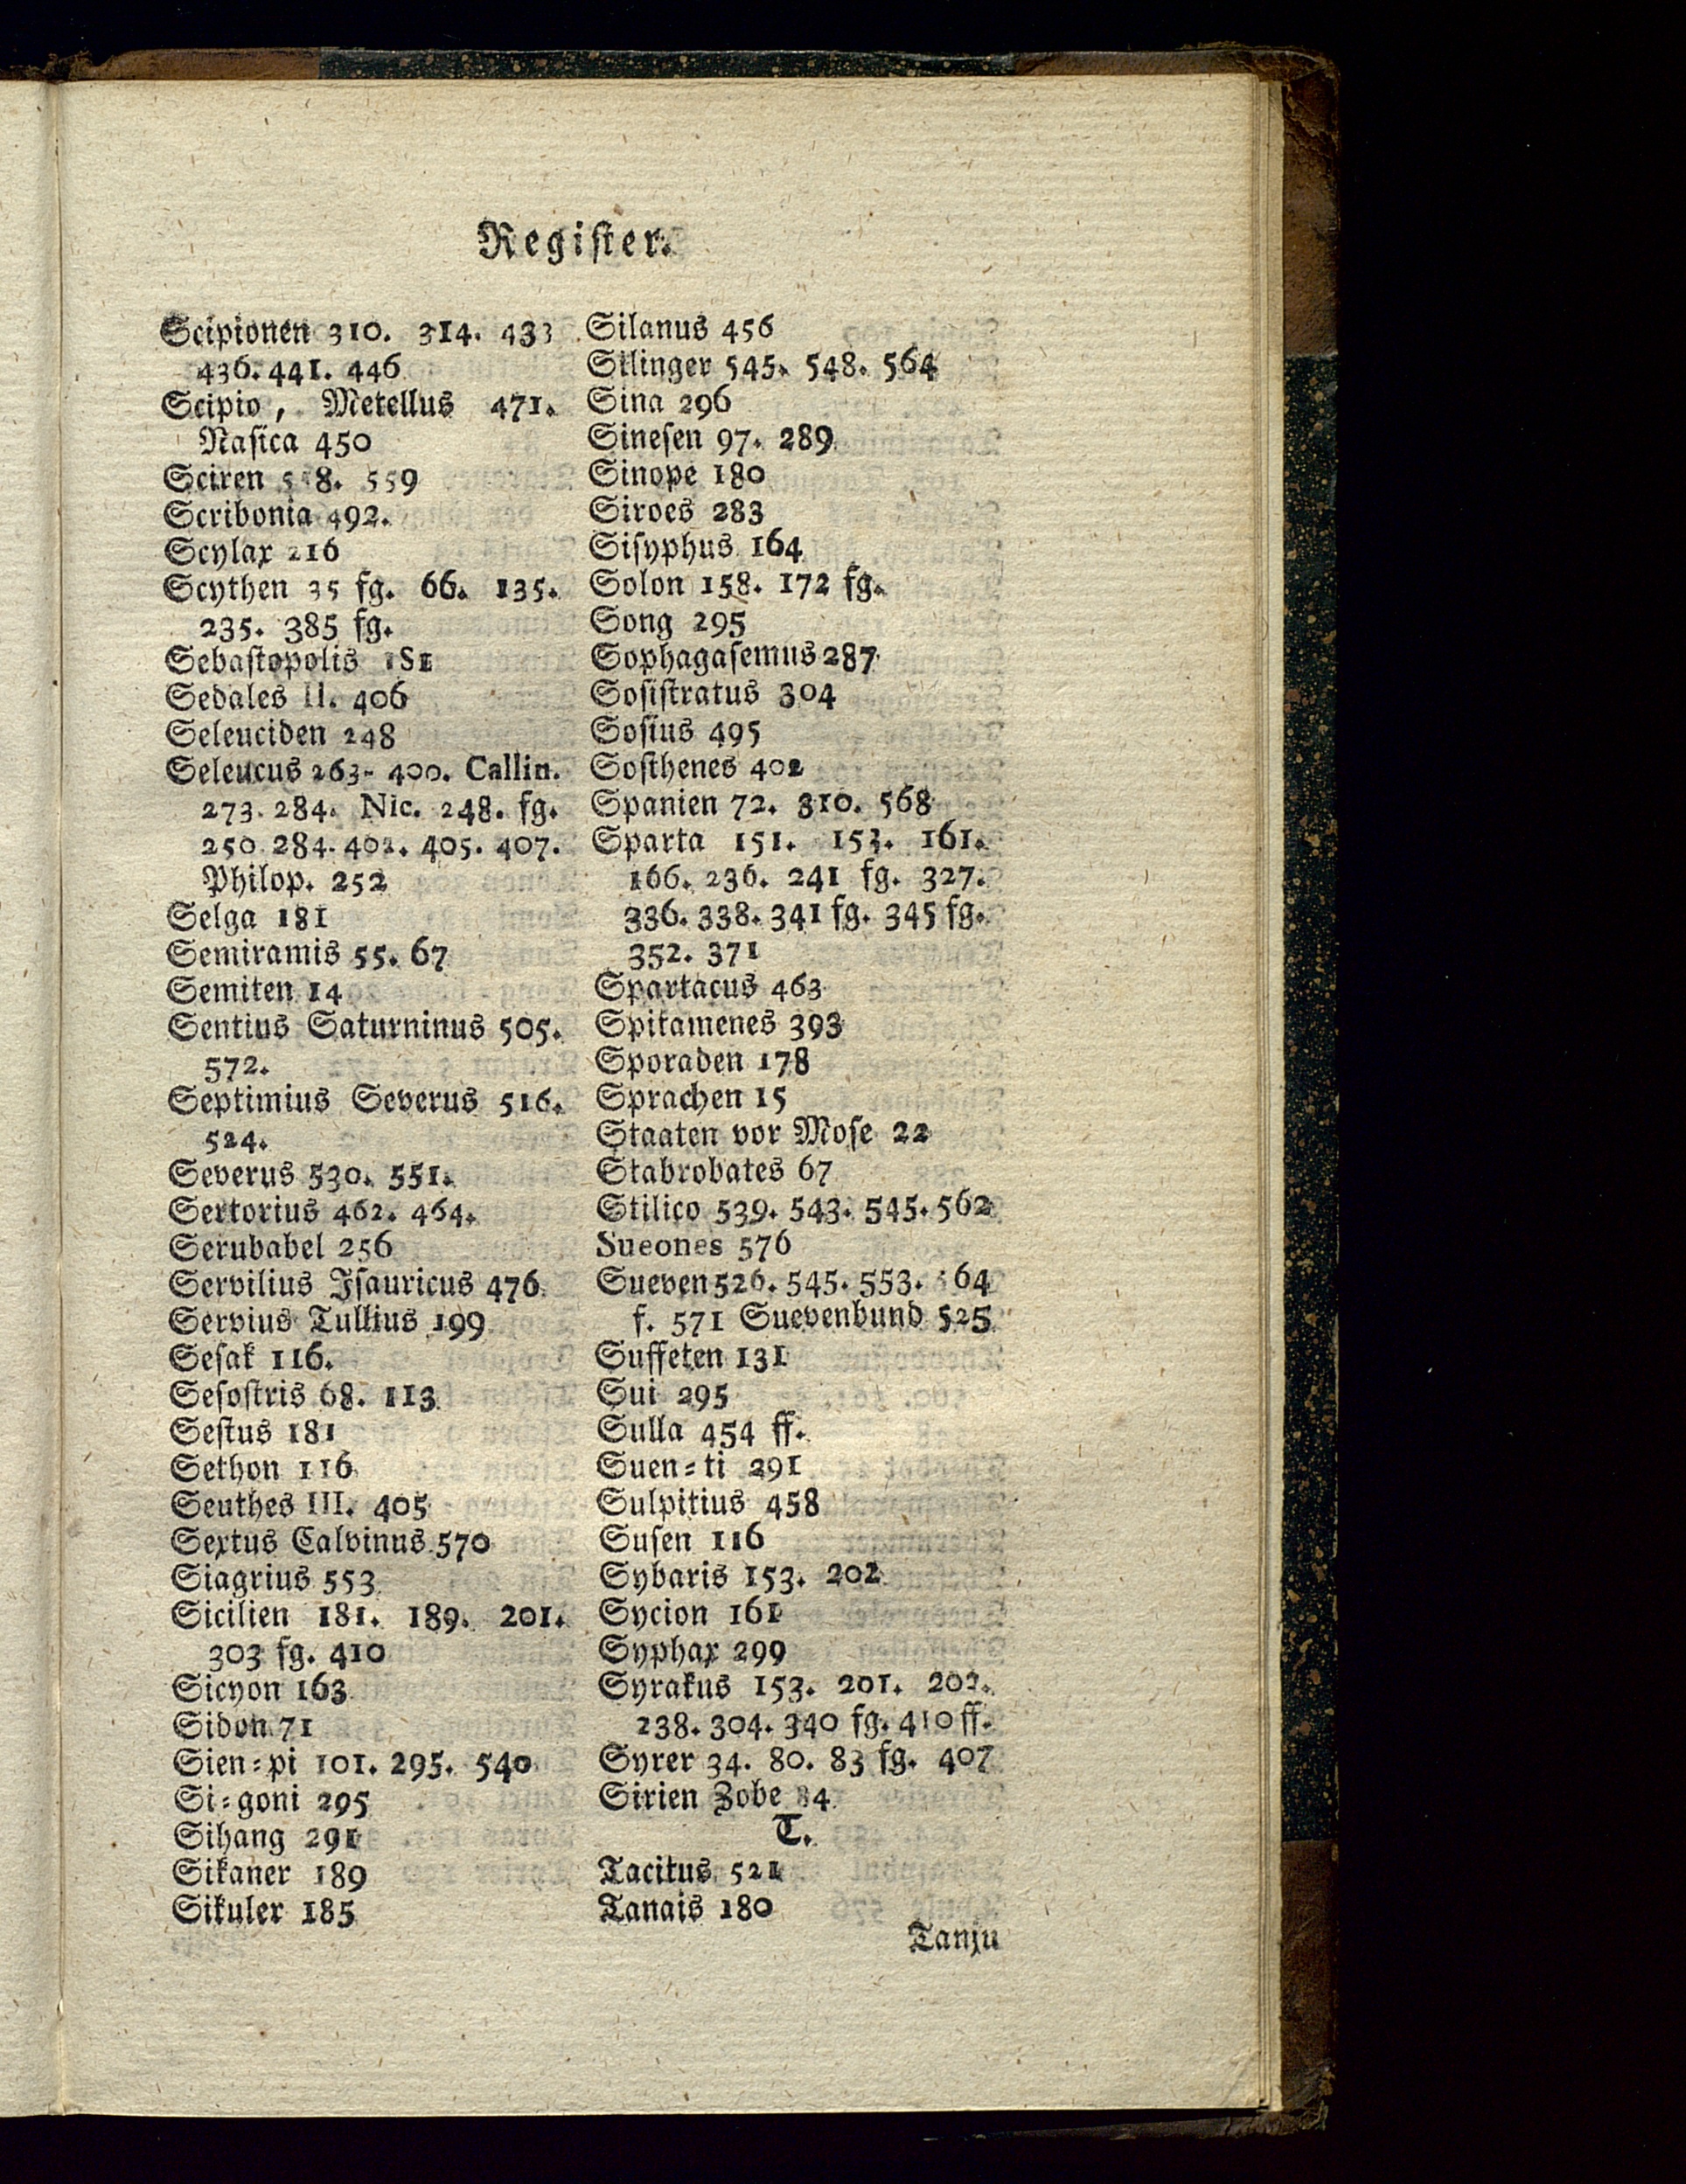 Regiſter.
Scipionen 310. 314. 433
436. 441. 446
Scipio, Metellus 471.
Naſica 450
Sciren 558. 559
Scribonia 492.
Scylax 216
Scythen 35 fg. 66. 135.
235. 385 fg.
Sebaſtopolis 181
Sedales II. 406
Seleuciden 248
Seleucus 263- 400. Callin.
273. 284. Nic. 248. fg.
250 284. 402. 405. 407.
Philop. 252
Selga 181
Semiramis 55. 67
Semiten 14
Sentius Saturninus 505.
572.
Septimius Severus 516.
524.
Severus 530. 551.
Sertorius 462. 464.
Serubabel 256
Servilius Iſauricus 476
Servius Tullius 199
Seſak 116.
Seſoſtris 68. 113
Seſtus 181
Sethon 116
Seuthes III. 405
Sextus Calvinus 570
Siagrius 553
Sicilien 181. 189. 201.
303 fg. 410
Sicyon 163
Sidon 71
Sien⸗pi 101. 295. 540
Si⸗goni 295
Sihang 291
Sikaner 189
Sikuler 185
Silanus 456
Silinger 545. 548. 564
Sina 296
Sineſen 97. 289
Sinope 180
Siroes 283
Siſyphus 164
Solon 158. 172 fg.
Song 295
Sophagaſemus 287
Soſiſtratus 304
Soſius 495
Soſthenes 402
Spanien 72. 310. 568
Sparta 151. 153. 161.
166. 236. 241 fg. 327.
336. 338. 341 fg. 345 fg.
352. 371
Spartacus 463
Spitamenes 393
Sporaden 178
Sprachen 15
Staaten vor Moſe 22
Stabrobates 67
Stilico 539. 543. 545. 562
Sueones 576
Sueven 526. 545. 553. 564
f. 571 Suevenbund 525
Suffeten 131
Sui 295
Sulla 454 ff.
Suen⸗ti 291
Sulpitius 458
Suſen 116
Sybaris 153. 202
Sycion 161
Syphax 299
Syrakus 153. 201. 202.
238. 304. 340 fg. 410 ff.
Syrer 34. 80. 83 fg. 407
Sirien Zobe 84
T.
Tacitus 521
Tanais 180
Tanju